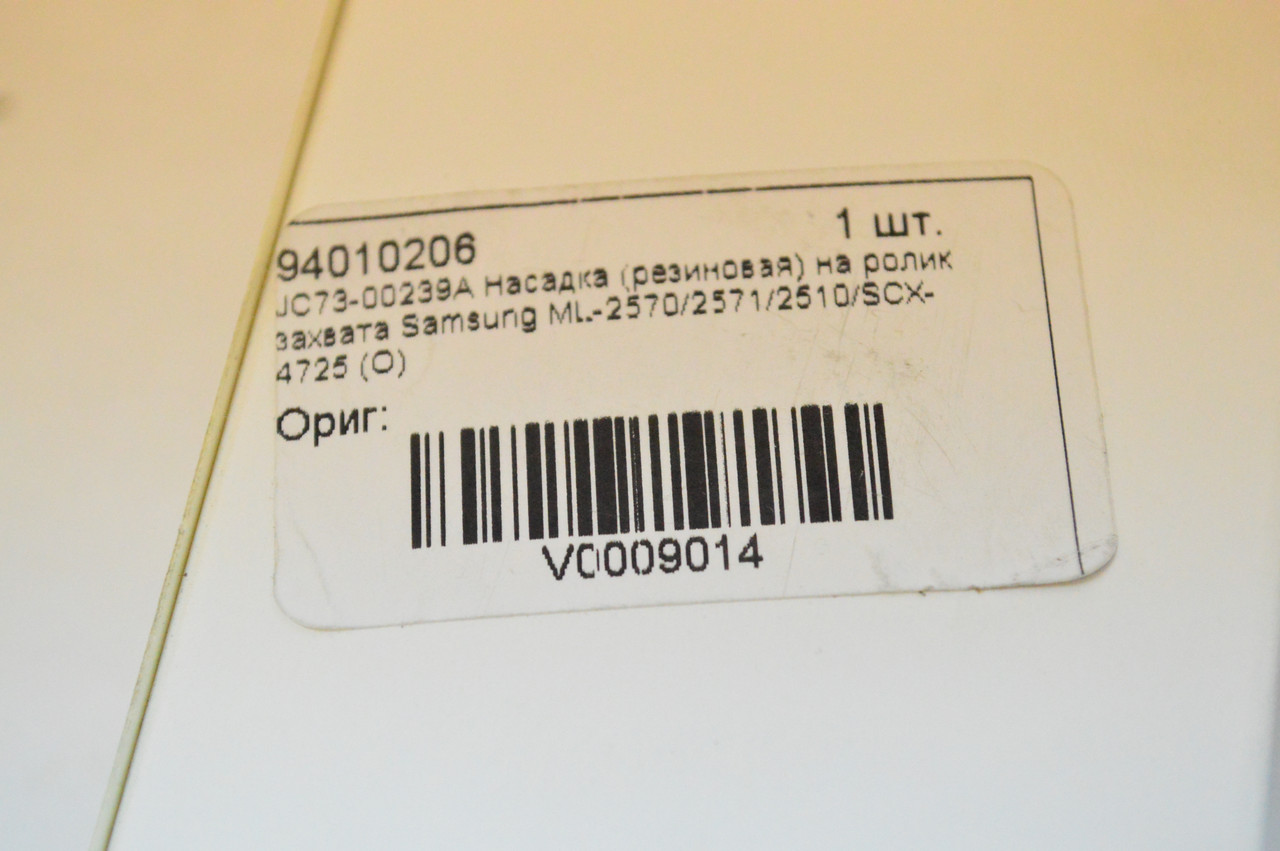 94010206 1 шт.
JC73-00239A Насадка (резиновая) на ролик
захвата Samsung ML-2570/2571/2510/SCX-
4725 (O)
Ориг:
V0009014